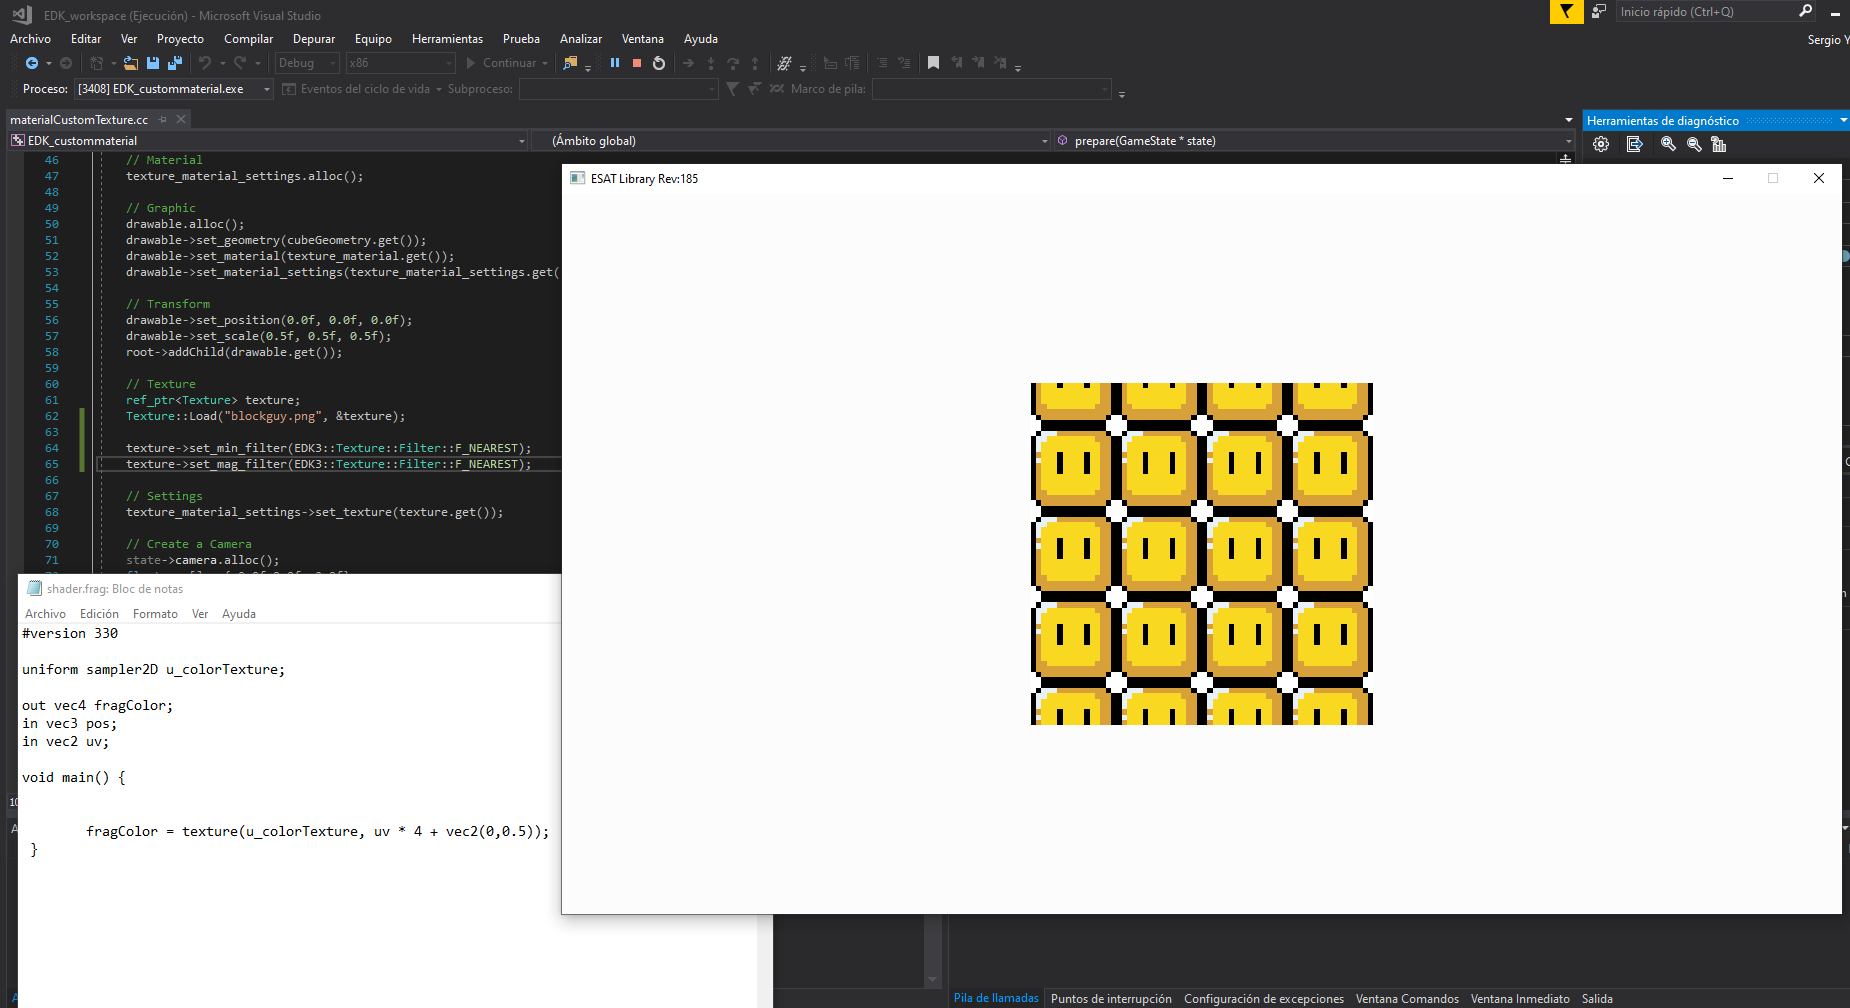 EDK_workspace (Ejecución) - Microsoft Visual Studio
Inicio rápido (Ctrl+Q)
Archivo Editar Ver Proyecto Compilar Depurar Equipo Herramientas Prueba Analizar Ventana Ayuda
Sergio Y
Debug x86 Continuar
Proceso: [3408] EDK_custommaterial.exe Eventos del ciclo de vida Subproceso: Marco de pila:
materialCustomTexture.cc
Herramientas de diagnóstico
EDK_custommaterial (Ámbito global) prepare(GameState * state)
46 // Material
47 texture_material_settings.alloc();
48
49 // Graphic
50 drawable.alloc();
51 drawable->set_geometry(cubeGeometry.get());
52 drawable->set_material(texture_material.get());
53 drawable->set_material_settings(texture_material_settings.get(
54
55 // Transform
56 drawable->set_position(0.0f, 0.0f, 0.0f);
57 drawable->set_scale(0.5f, 0.5f, 0.5f);
58 root->addChild(drawable.get());
59
60 // Texture
61 ref_ptr<Texture> texture;
62 Texture::Load("blockguy.png", &texture);
63
64 texture->set_min_filter(EDK3::Texture::Filter::F_NEAREST);
65 texture->set_mag_filter(EDK3::Texture::Filter::F_NEAREST);
66
67 // Settings
68 texture_material_settings->set_texture(texture.get());
69
70 // Create a Camera
71 state->camera.alloc();
ESAT Library Rev:185
shader.frag: Bloc de notas
Archivo Edición Formato Ver Ayuda
#version 330
uniform sampler2D u_colorTexture;
out vec4 fragColor;
in vec3 pos;
in vec2 uv;
void main() {
fragColor = texture(u_colorTexture, uv * 4 + vec2(0,0.5));
}
Pila de llamadas Puntos de interrupción Configuración de excepciones Ventana Comandos Ventana Inmediato Salida